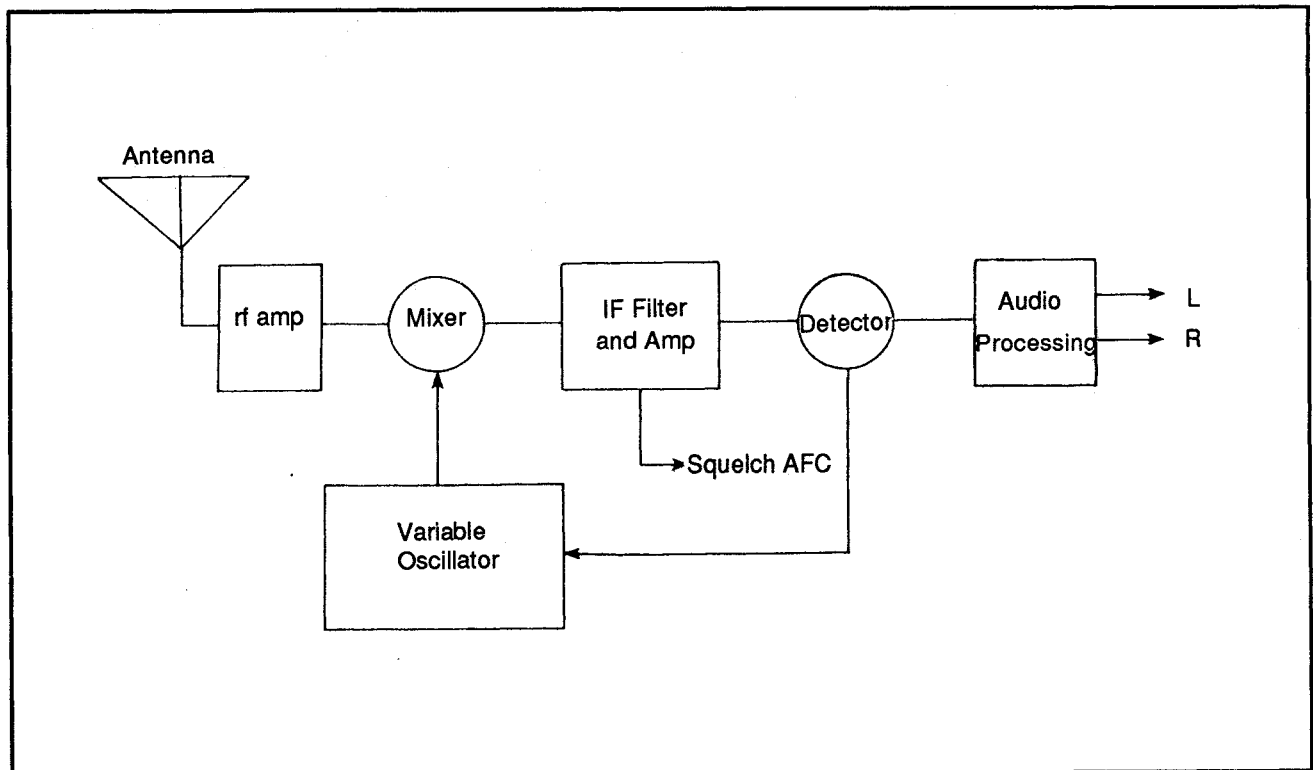 Antenna
rf amp
Mixer
IF Filter
and Amp
Detector
Audio
Processing
L
R
Squelch AFC
Variable
Oscillator